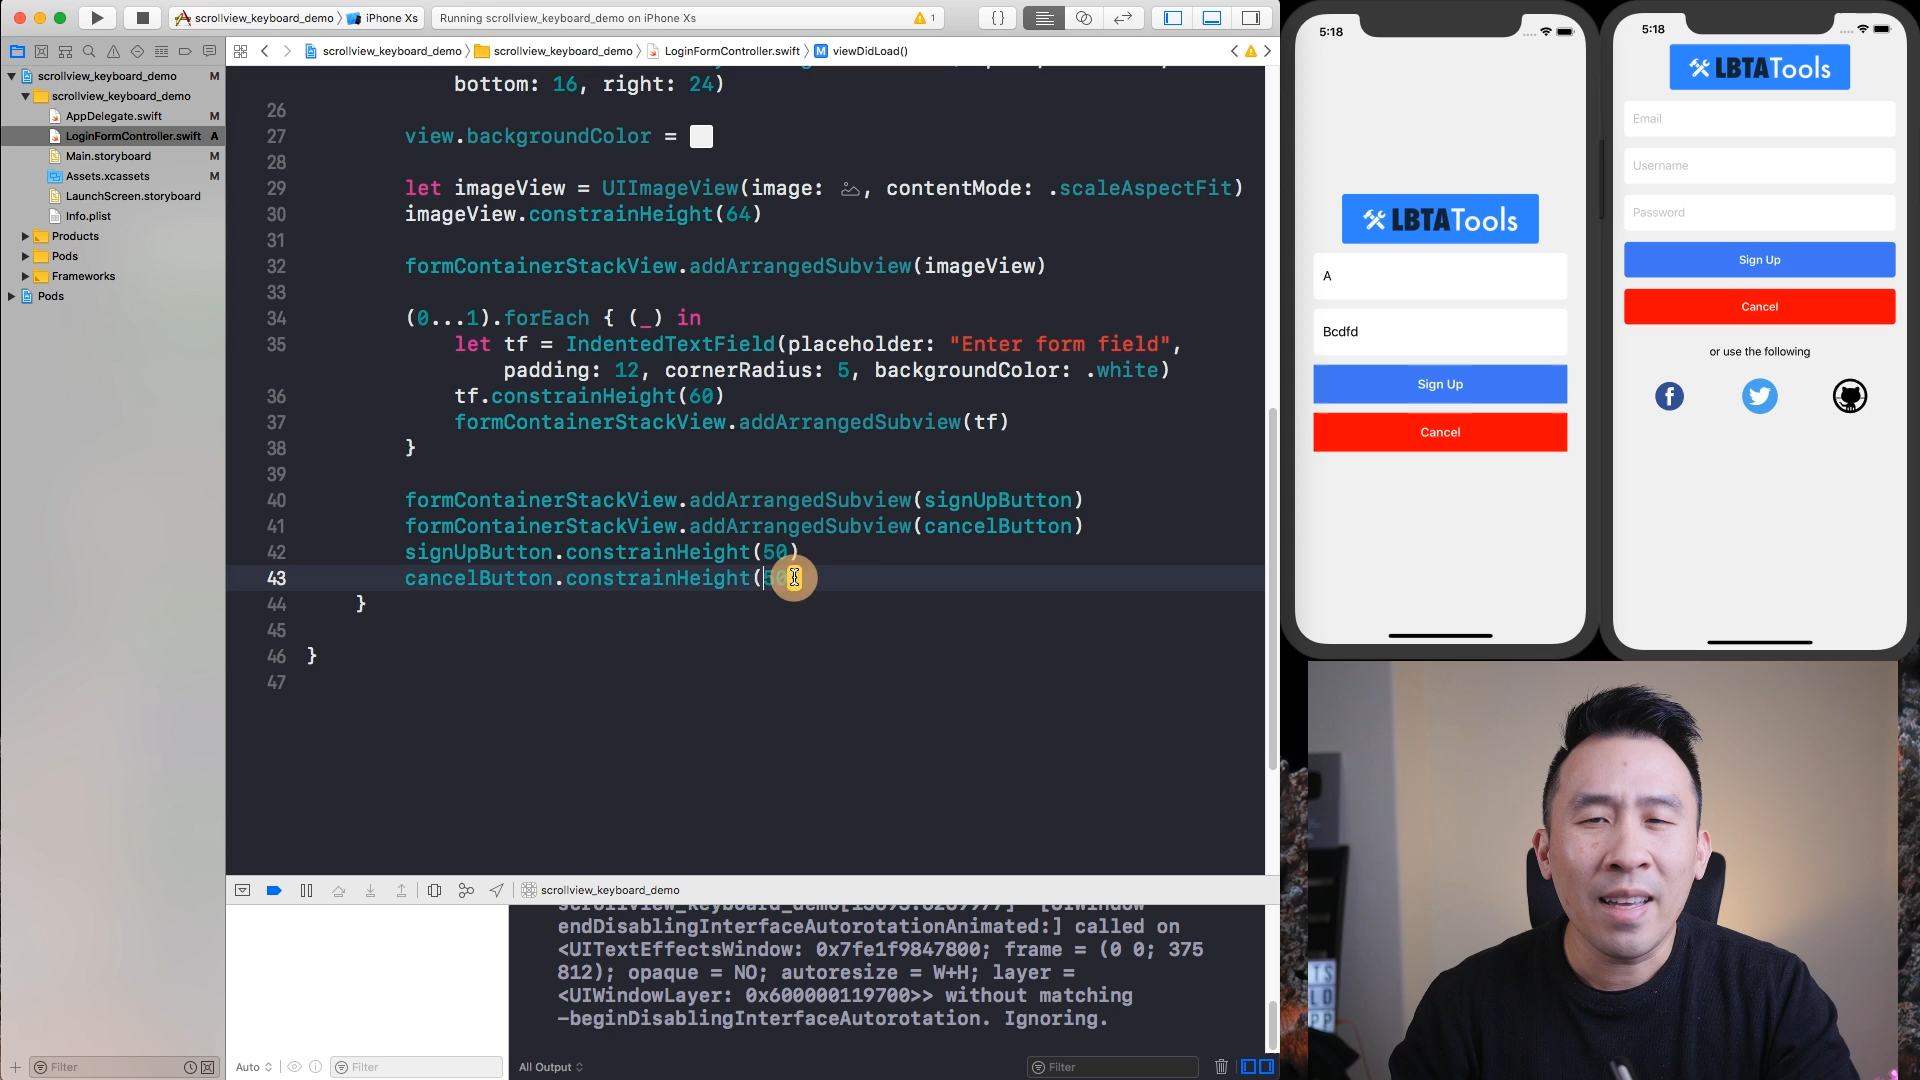 scrollview_keyboard_demo
iPhone Xs
Running scrollview_keyboard_demo on iPhone Xs
1
scrollview_keyboard_demo
scrollview_keyboard_demo
LoginFormController.swift
M
viewDidLoad()
scrollview_keyboard_demo M
scrollview_keyboard_demo
AppDelegate.swift M
LoginFormController.swift A
Main.storyboard M
Assets.xcassets M
LaunchScreen.storyboard
Info.plist
Products
Pods
Frameworks
Pods
bottom: 16, right: 24)
26
27 view.backgroundColor =
28
29 let imageView = UIImageView(image: , contentMode: .scaleAspectFit)
30 imageView.constrainHeight(64)
31
32 formContainerStackView.addArrangedSubview(imageView)
33
34 (0...1).forEach { (_) in
35 let tf = IndentedTextField(placeholder: "Enter form field",
padding: 12, cornerRadius: 5, backgroundColor: .white)
36 tf.constrainHeight(60)
37 formContainerStackView.addArrangedSubview(tf)
38 }
39
40 formContainerStackView.addArrangedSubview(signUpButton)
41 formContainerStackView.addArrangedSubview(cancelButton)
42 signUpButton.constrainHeight(50)
43 cancelButton.constrainHeight(50
44 }
45
46 }
47
scrollview_keyboard_demo
endDisablingInterfaceAutorotationAnimated:] called on
<UITextEffectsWindow: 0x7fe1f9847800; frame = (0 0; 375
812); opaque = NO; autoresize = W+H; layer =
<UIWindowLayer: 0x600000119700>> without matching
-beginDisablingInterfaceAutorotation. Ignoring.
Filter
Auto
Filter
All Output
Filter
5:18
LBTATools
A
Bcdfd
Sign Up
Cancel
5:18
LBTATools
Email
Username
Password
Sign Up
Cancel
or use the following